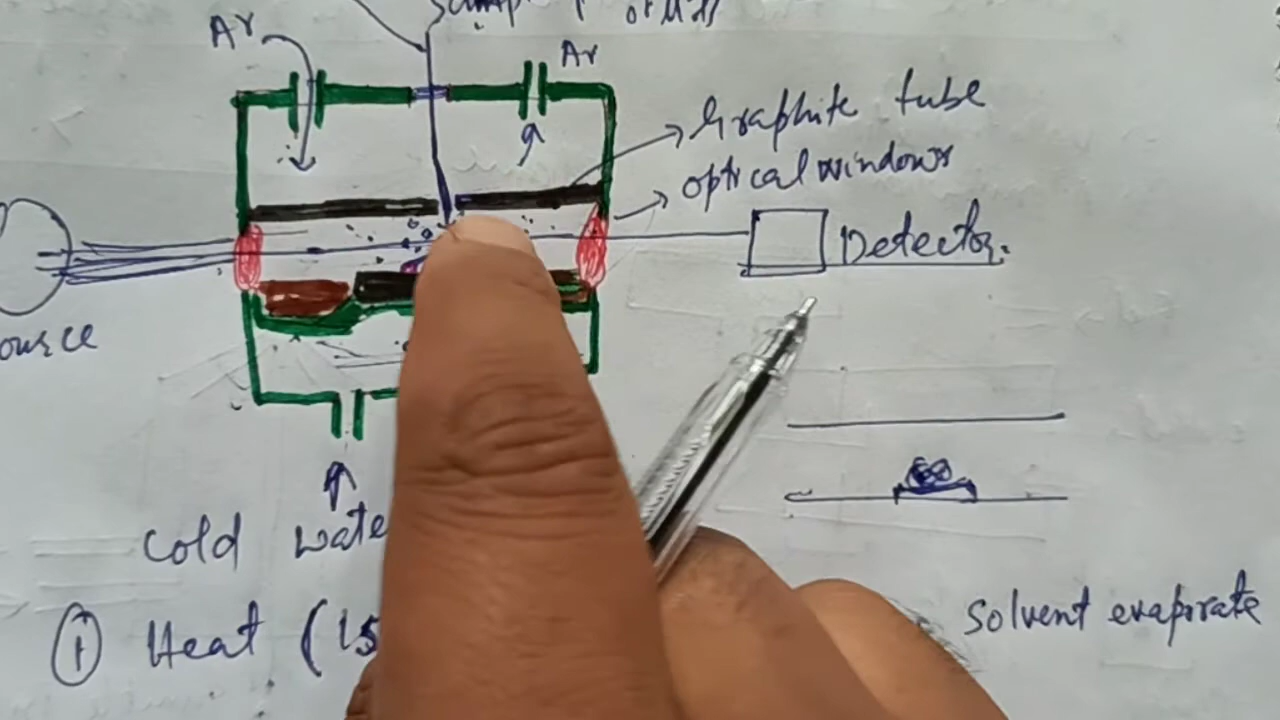 Ar
Ar
Graphite tube
optical windows
Detector.
ource
cold wate
① Heat (15
Solvent evaporate